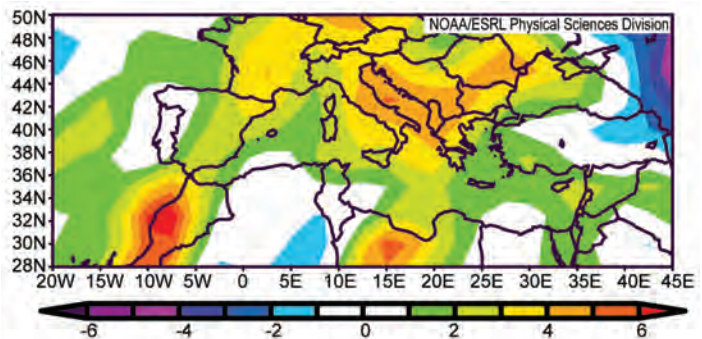 NOAA/ESRL Physical Sciences Division
50N
48N
46N
44N
42N
40N
38N
36N
34N
32N
30N
28N
20W 15W 10W 5W 0 5E 10E 15E 20E 25E 30E 35E 40E 45E
-6 -4 -2 0 2 4 6